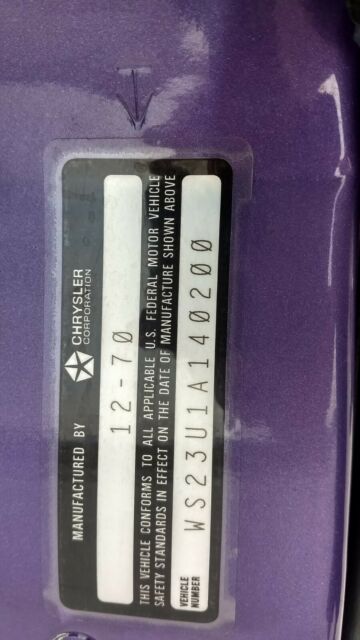 MANUFACTURED BY CHRYSLER
CORPORATION
12-70
THIS VEHICLE CONFORMS TO ALL APPLICABLE U.S. FEDERAL MOTOR VEHICLE
SAFETY STANDARDS IN EFFECT ON THE DATE OF MANUFACTURE SHOWN ABOVE
VEHICLE
NUMBER
WS23U1A140200